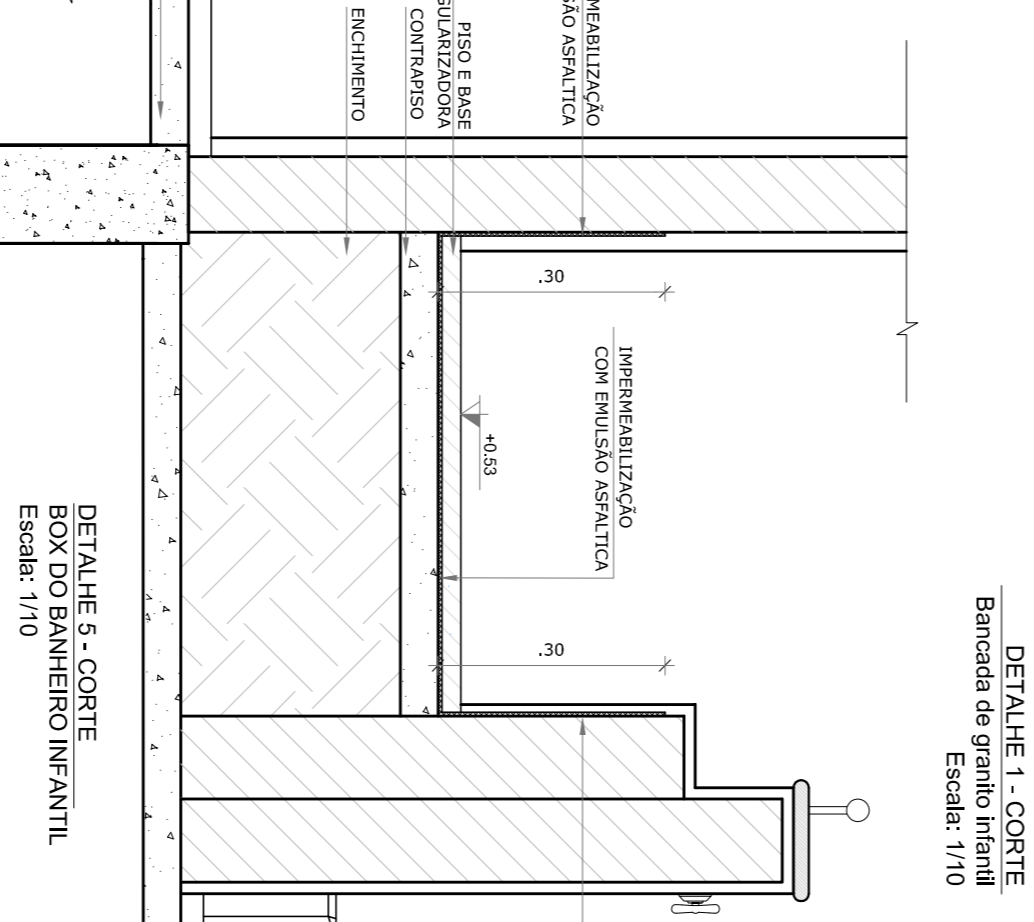 DETALHE 1 - CORTE
Bancada de granito infantil
Escala: 1/10
MEABILIZAÇÃO
SÃO ASFALTICA
PISO E BASE
GULARIZADORA
CONTRAPISO
ENCHIMENTO
.30
IMPERMEABILIZAÇÃO
COM EMULSÃO ASFALTICA
+0.53
.30
DETALHE 5 - CORTE
BOX DO BANHEIRO INFANTIL
Escala: 1/10